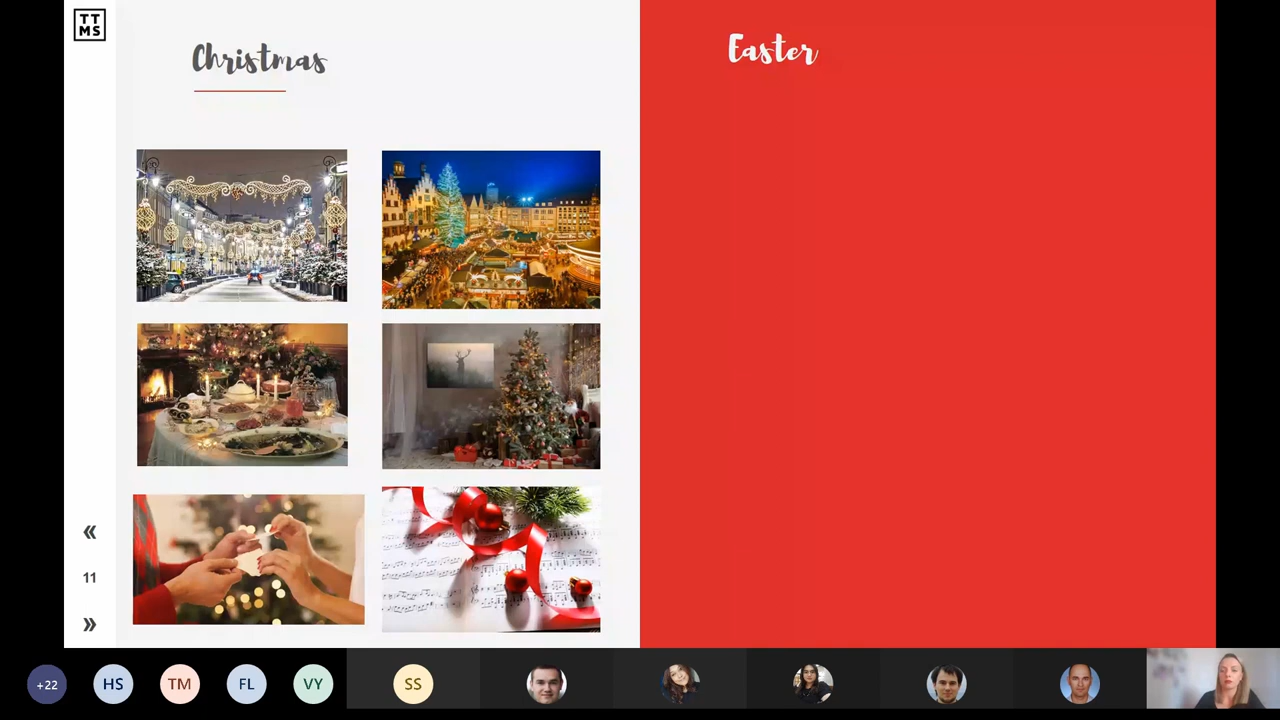 TT
MS
Christmas
Easter
«
11
»
+22
HS
TM
FL
VY
SS